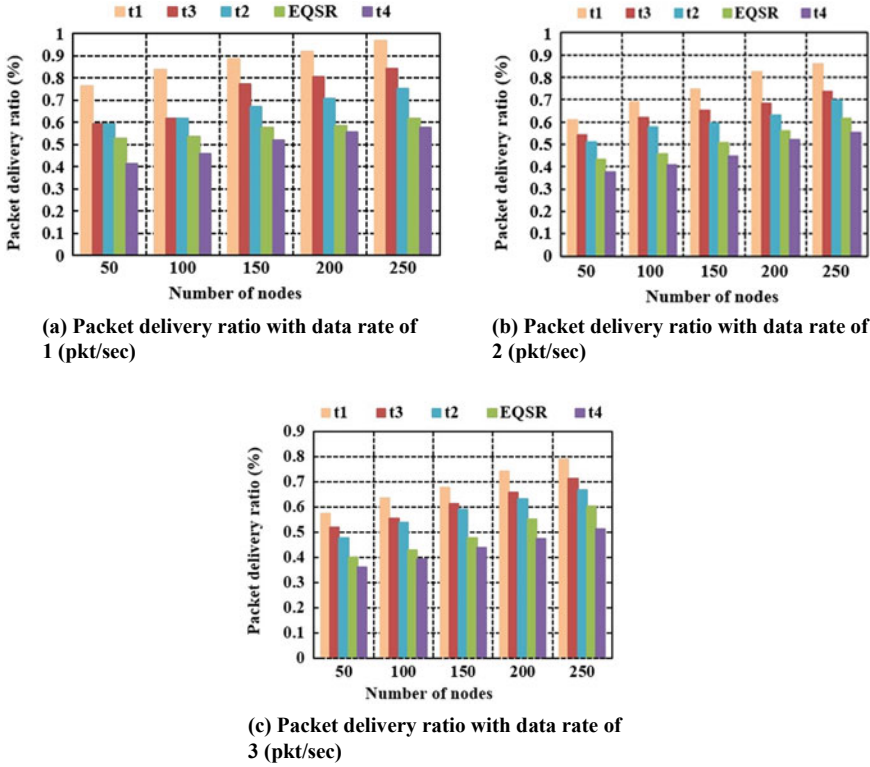 t1 t3 t2 EQSR t4
Packet delivery ratio (%)
1
0.9
0.8
0.7
0.6
0.5
0.4
0.3
0.2
0.1
0
50 100 150 200 250
Number of nodes
(a) Packet delivery ratio with data rate of
1 (pkt/sec)
t1 t3 t2 EQSR t4
Packet delivery ratio (%)
1
0.9
0.8
0.7
0.6
0.5
0.4
0.3
0.2
0.1
0
50 100 150 200 250
Number of nodes
(b) Packet delivery ratio with data rate of
2 (pkt/sec)
t1 t3 t2 EQSR t4
Packet delivery ratio (%)
0.9
0.8
0.7
0.6
0.5
0.4
0.3
0.2
0.1
0
50 100 150 200 250
Number of nodes
(c) Packet delivery ratio with data rate of
3 (pkt/sec)